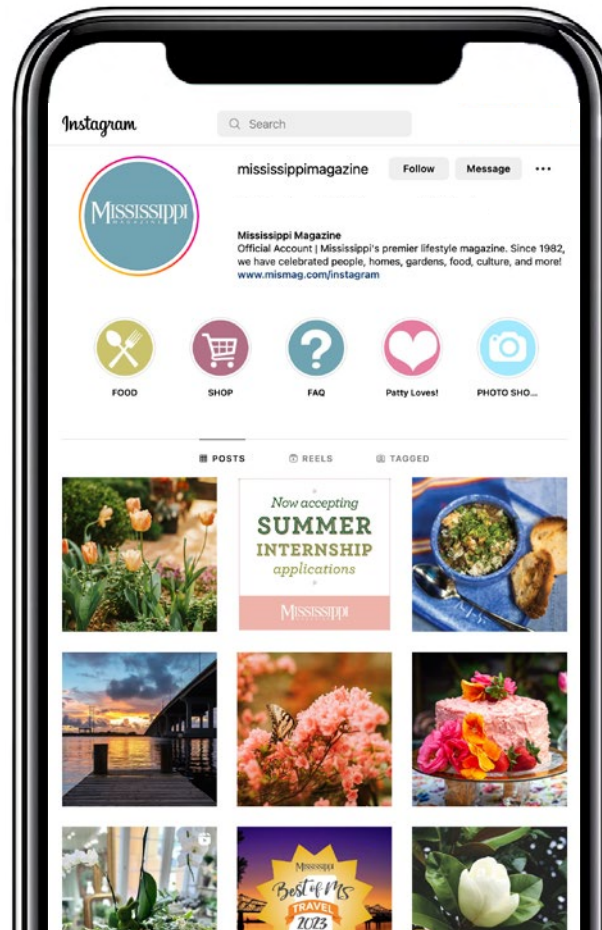 Instagram
Search
mississippimagazine Follow Message
MISSISSIPPI
MAGAZINE
Mississippi Magazine
Official Account | Mississippi's premier lifestyle magazine. Since 1982,
we have celebrated people, homes, gardens, food, culture, and more!
www.mismag.com/instagram
FOOD SHOP ? FAQ Patty Loves! PHOTO SHO...
POSTS REELS TAGGED
Now accepting
SUMMER
INTERNSHIP
applications
MISSISSIPPI
MISSISSIPPI
Best of MS
TRAVEL
2023